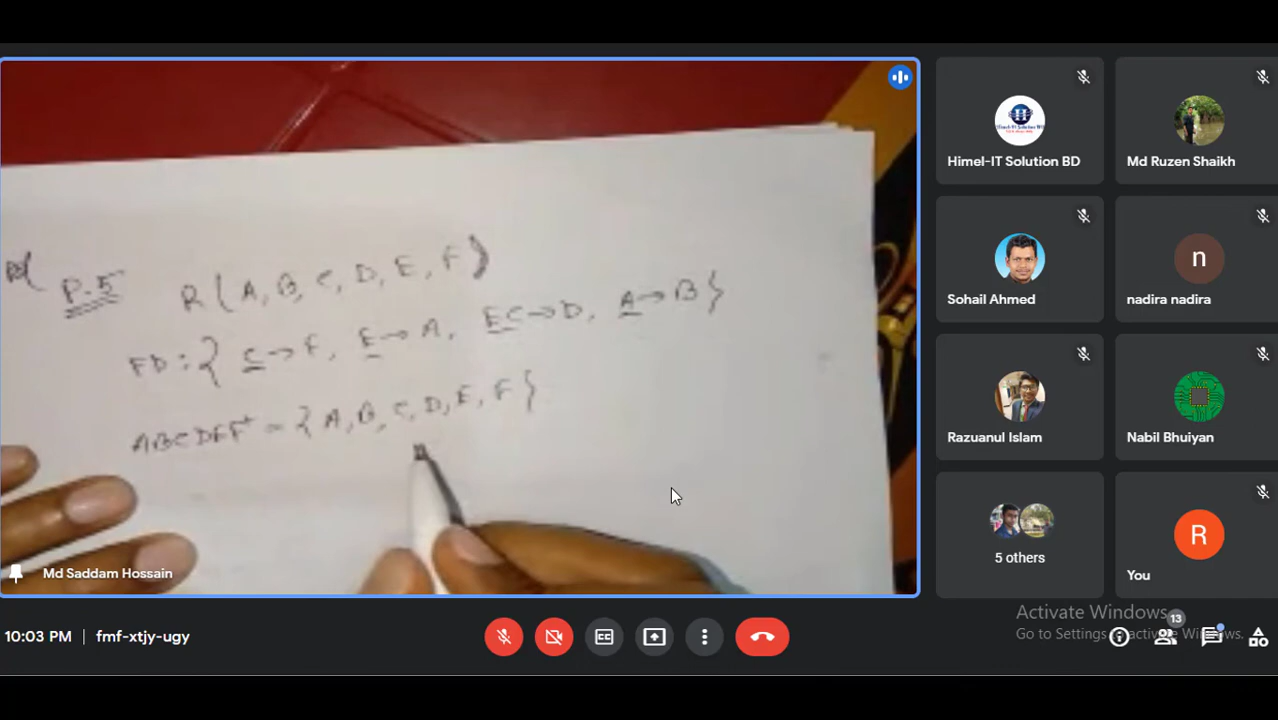 P.5 R(A, B, C, D, E, F)
FD: { C→F, E→A, EC→D, A→B}
ABCDEF⁺ = {A, B, C, D, E, F}
Md Saddam Hossain
Himel-IT Solution BD
Md Ruzen Shaikh
Sohail Ahmed
n
nadira nadira
Razuanul Islam
Nabil Bhuiyan
5 others
R
You
10:03 PM | fmf-xtjy-ugy
CC
13
Activate Windows
Go to Settings to activate Windows.